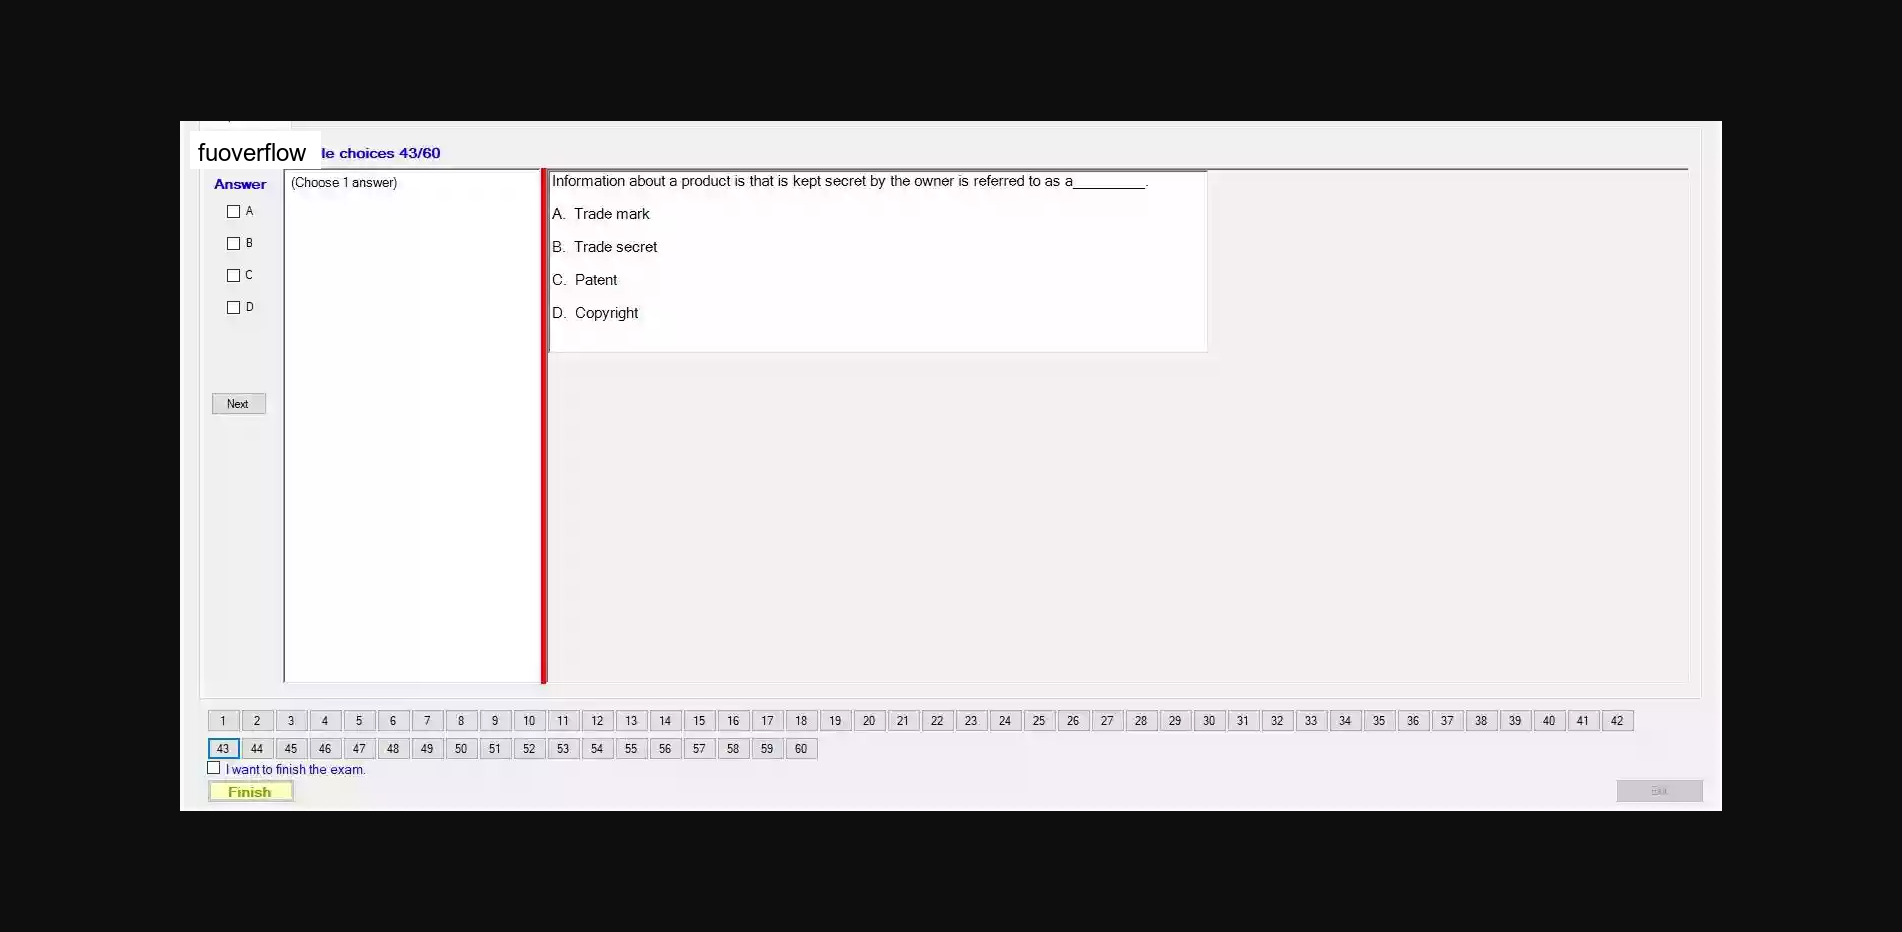 fuoverflow
le choices 43/60
Answer
(Choose 1 answer)
A
B
C
D
Next
Information about a product is that is kept secret by the owner is referred to as a_________.
A. Trade mark
B. Trade secret
C. Patent
D. Copyright
1 2 3 4 5 6 7 8 9 10 11 12 13 14 15 16 17 18 19 20 21 22 23 24 25 26 27 28 29 30 31 32 33 34 35 36 37 38 39 40 41 42
43 44 45 46 47 48 49 50 51 52 53 54 55 56 57 58 59 60
I want to finish the exam.
Finish
Exit